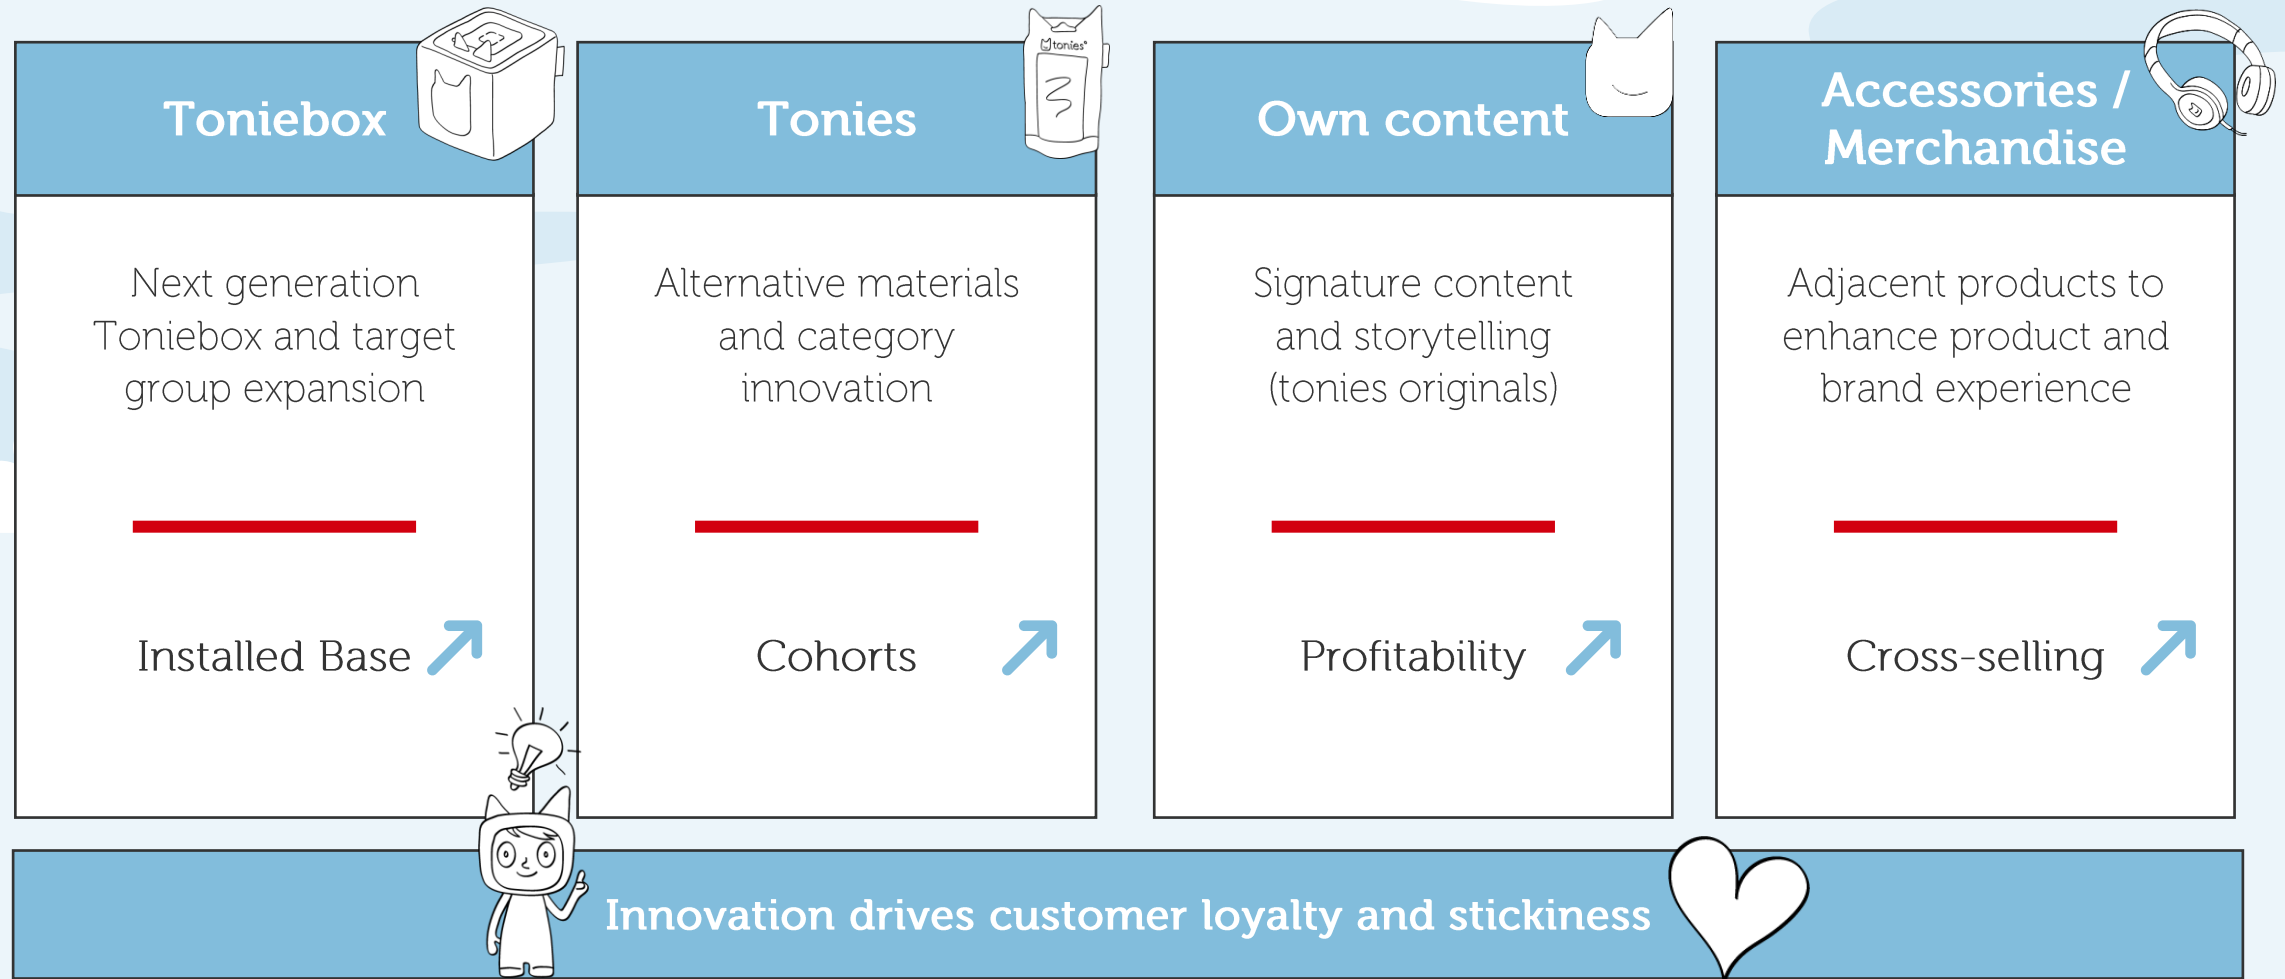 Toniebox
tonies®
Tonies
Own content
Accessories /
Merchandise
Next generation
Toniebox and target
group expansion
Installed Base
Alternative materials
and category
innovation
Cohorts
Signature content
and storytelling
(tonies originals)
Profitability
Adjacent products to
enhance product and
brand experience
Cross-selling
Innovation drives customer loyalty and stickiness